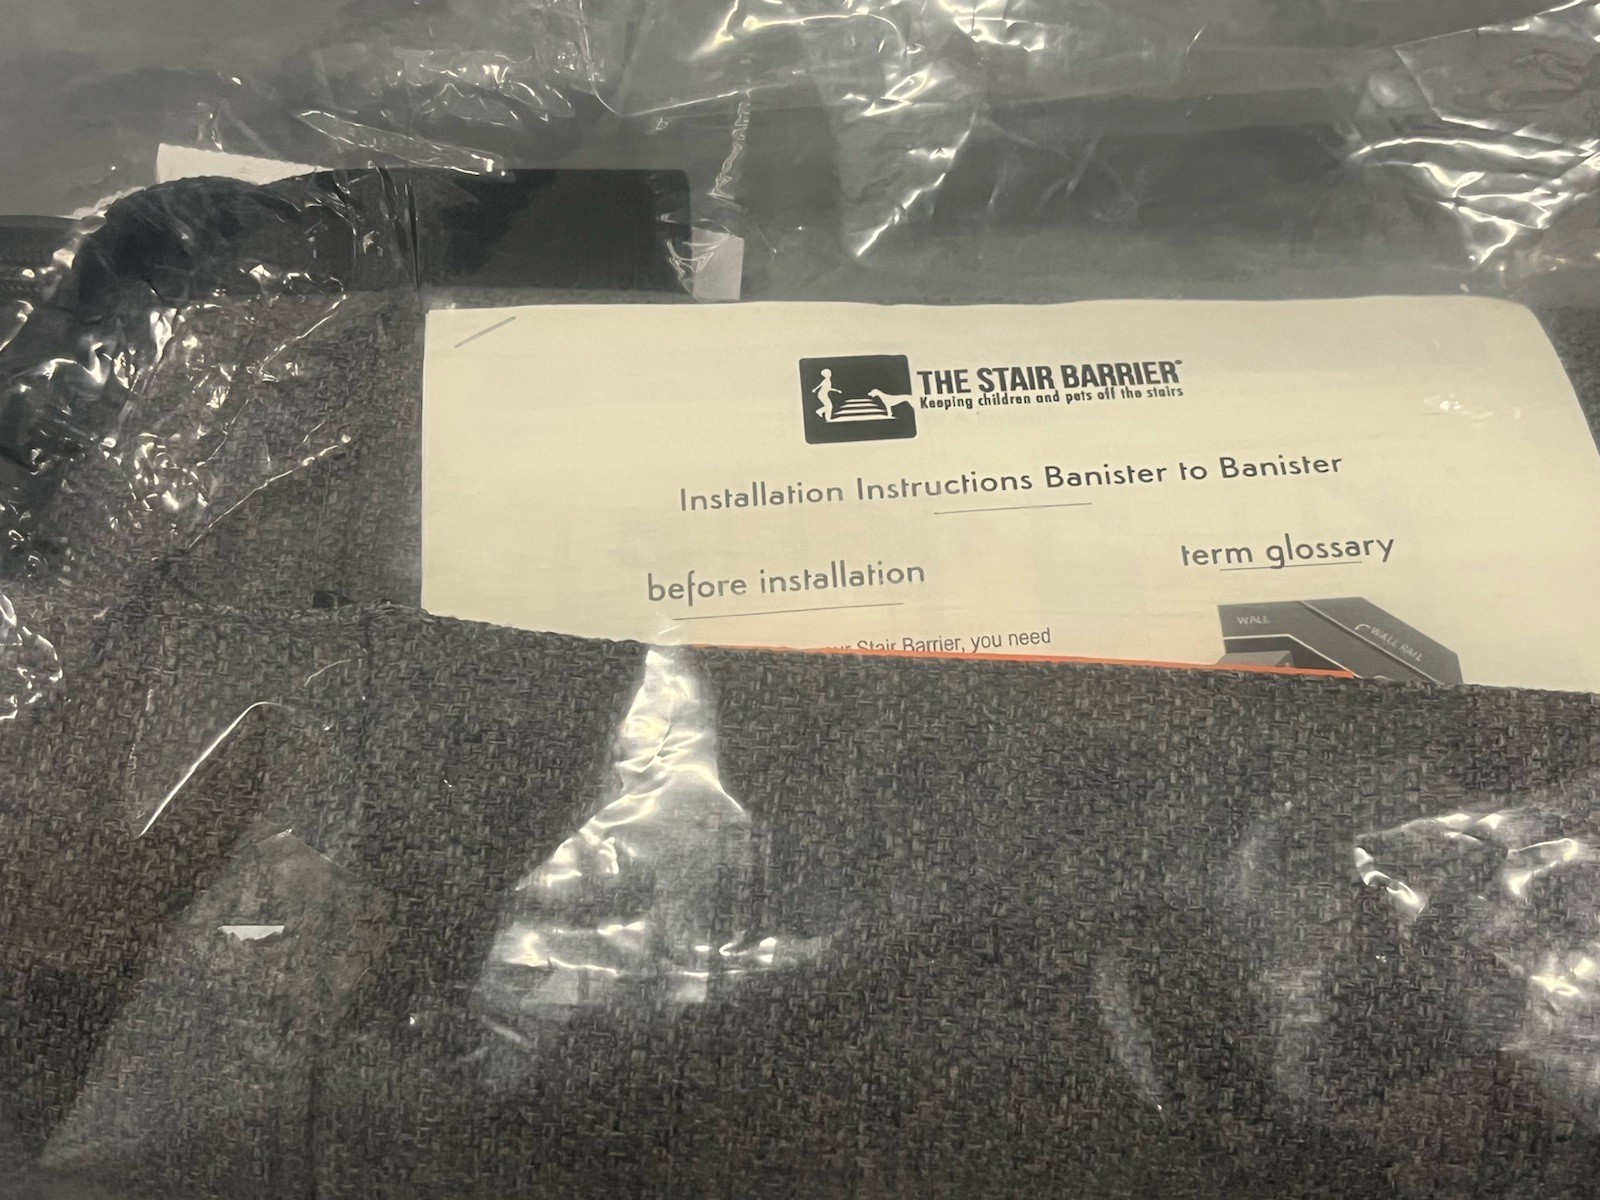 THE STAIR BARRIER®
Keeping children and pets off the stairs
Installation Instructions Banister to Banister
before installation
term glossary
Stair Barrier, you need
WALL
WALL RAIL